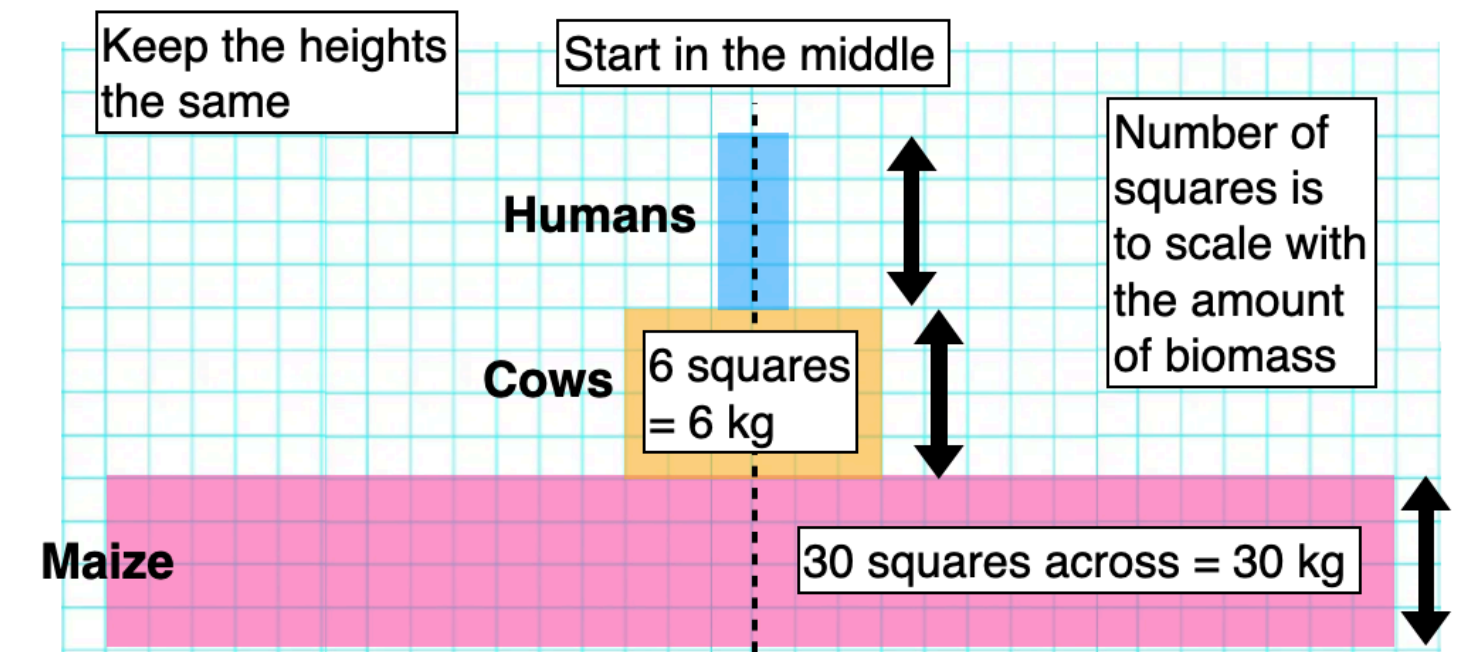 Keep the heights
the same
Start in the middle
Number of
squares is
to scale with
the amount
of biomass
Humans
Cows
6 squares
= 6 kg
Maize
30 squares across = 30 kg